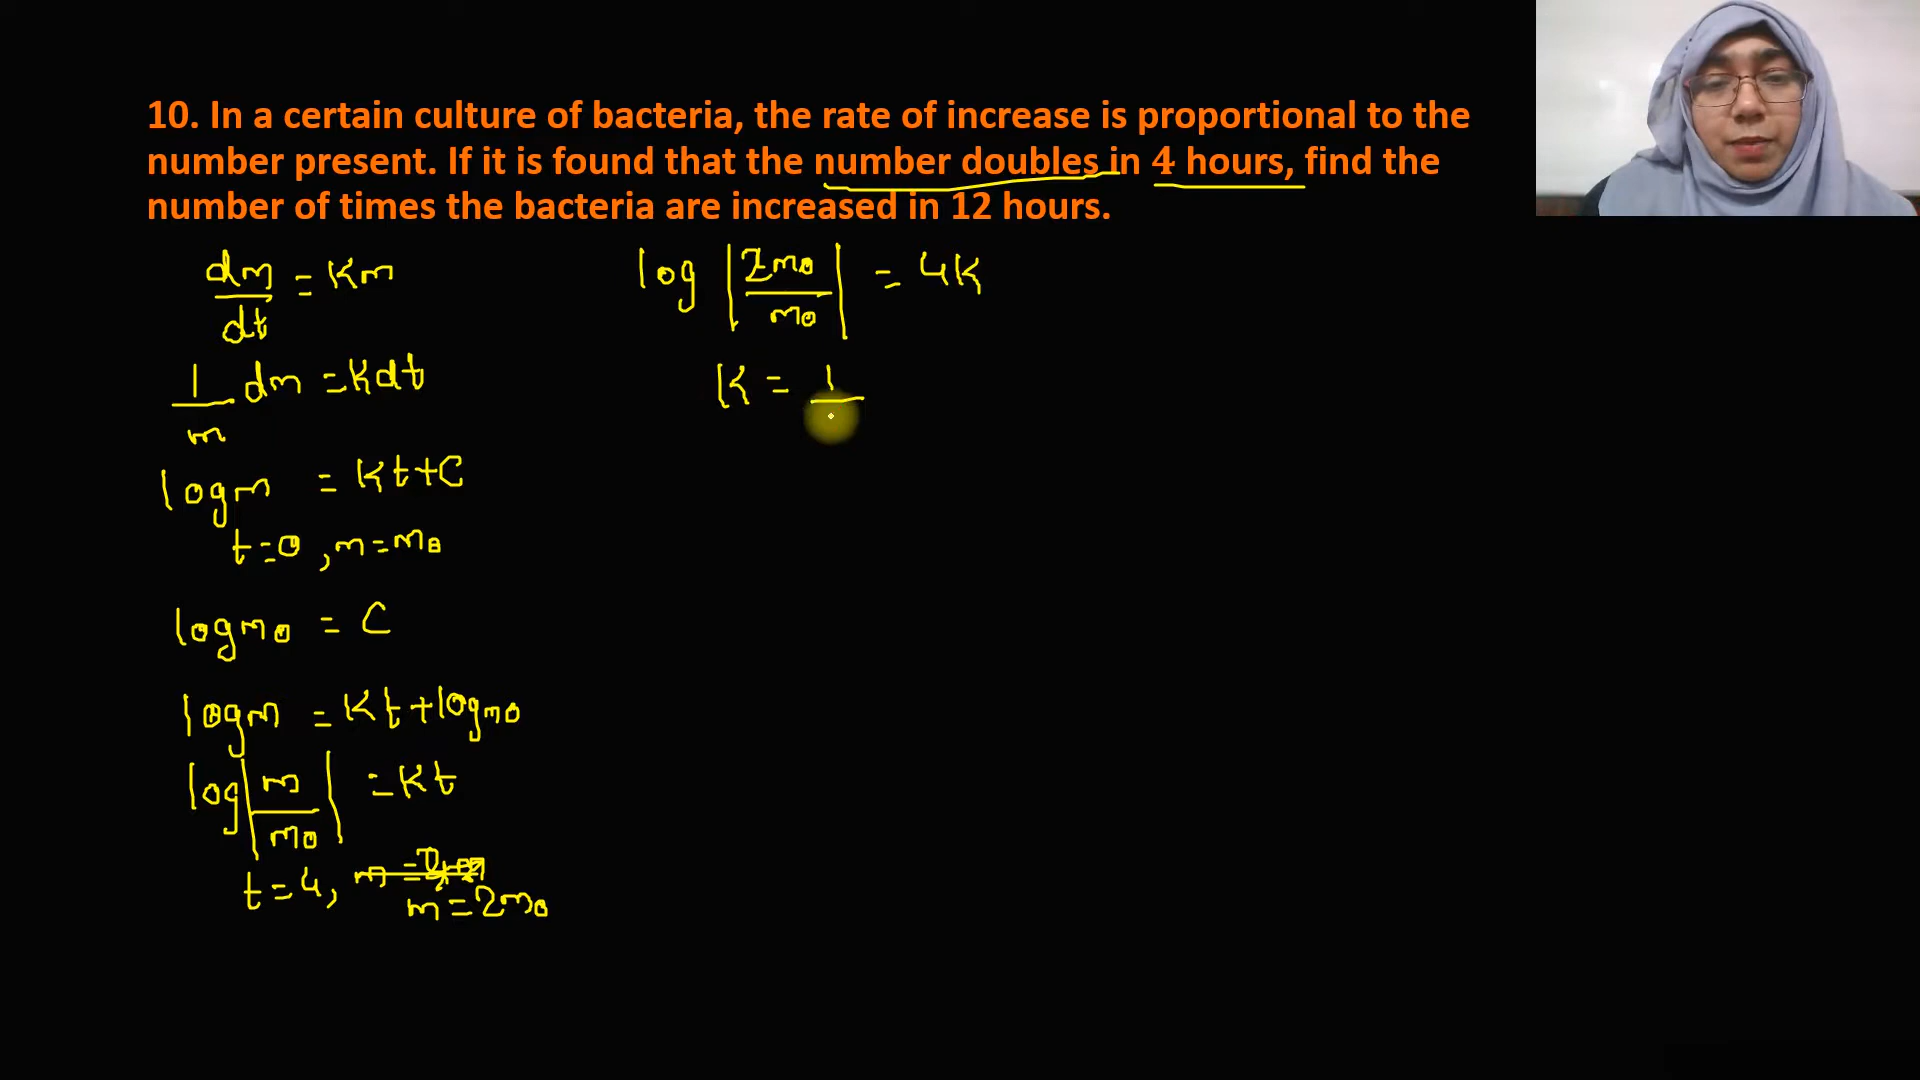 10. In a certain culture of bacteria, the rate of increase is proportional to the
number present. If it is found that the number doubles in 4 hours, find the
number of times the bacteria are increased in 12 hours.
dm/dt = Km
1/m dm = Kdt
log m = Kt+C
t=0, m=m0
log m0 = C
log m = Kt+log m0
log|m/m0| = Kt
t=4,
m=2m0
log |2m0/m0| = 4K
K = 1/